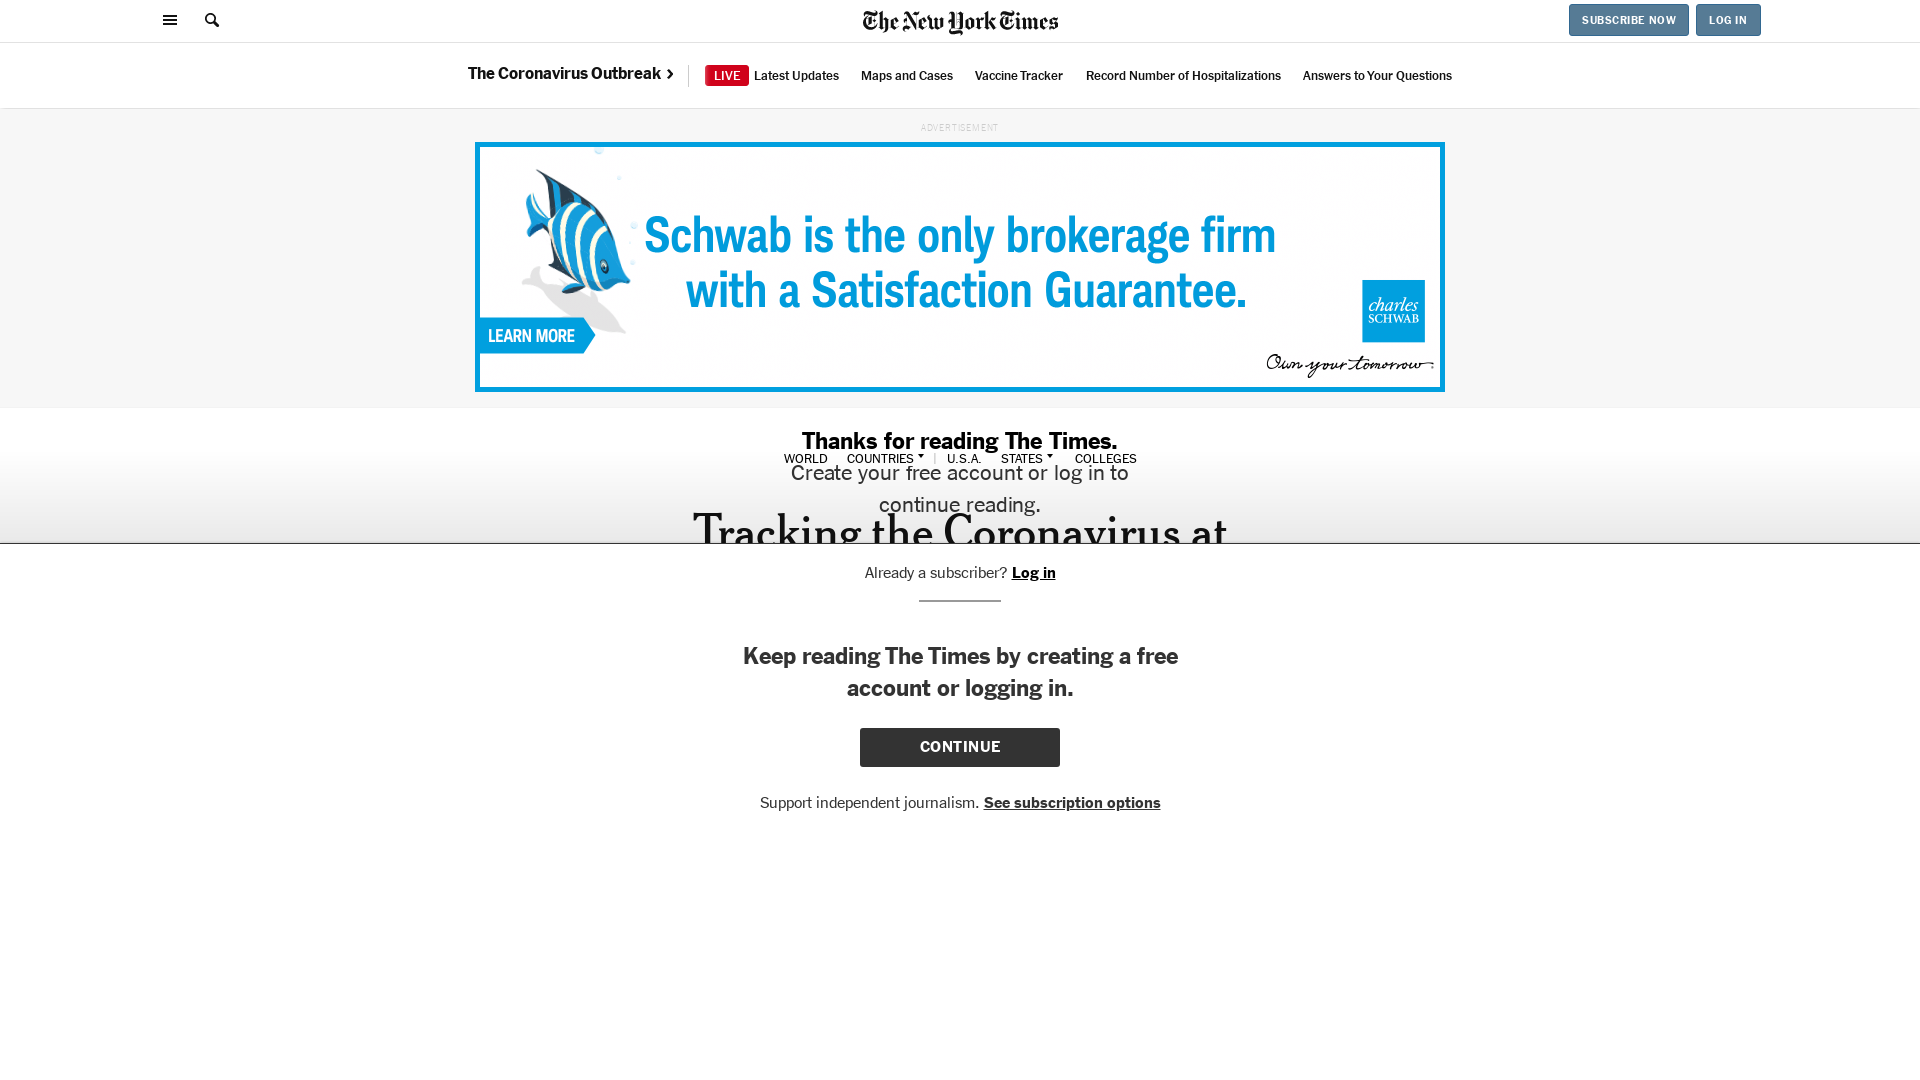 The New York Times
SUBSCRIBE NOW
LOG IN
The Coronavirus Outbreak
LIVE Latest Updates
Maps and Cases
Vaccine Tracker
Record Number of Hospitalizations
Answers to Your Questions
ADVERTISEMENT
Schwab is the only brokerage firm
with a Satisfaction Guarantee.
LEARN MORE
charles
SCHWAB
Own your tomorrow.
Thanks for reading The Times.
WORLD COUNTRIES | U.S.A. STATES COLLEGES
Create your free account or log in to
continue reading.
Tracking the Coronavirus at
Already a subscriber? Log in
Keep reading The Times by creating a free
account or logging in.
CONTINUE
Support independent journalism. See subscription options